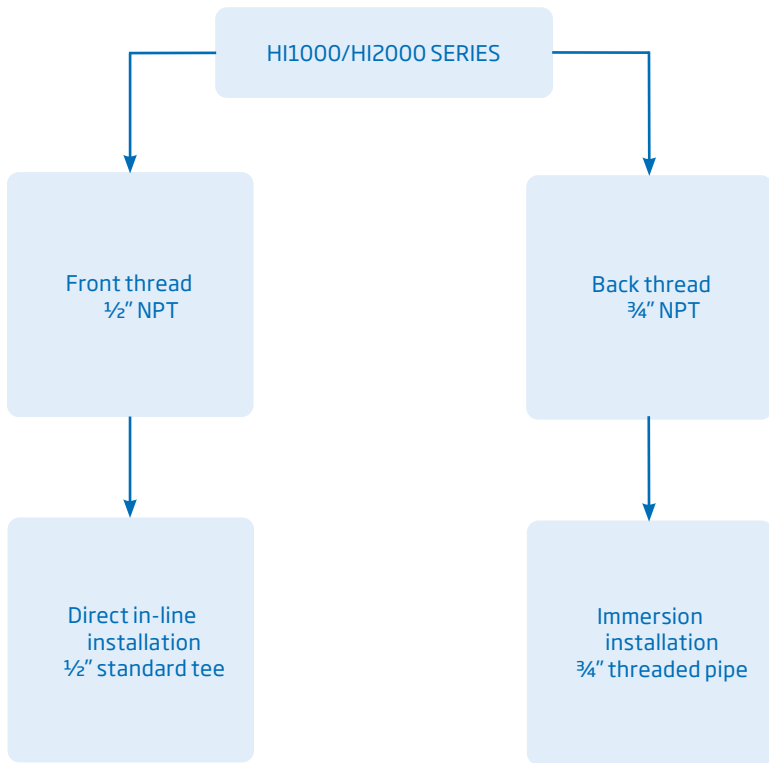 HI1000/HI2000 SERIES
Front thread
½” NPT
Back thread
¾” NPT
Direct in-line
installation
½” standard tee
Immersion
installation
¾” threaded pipe